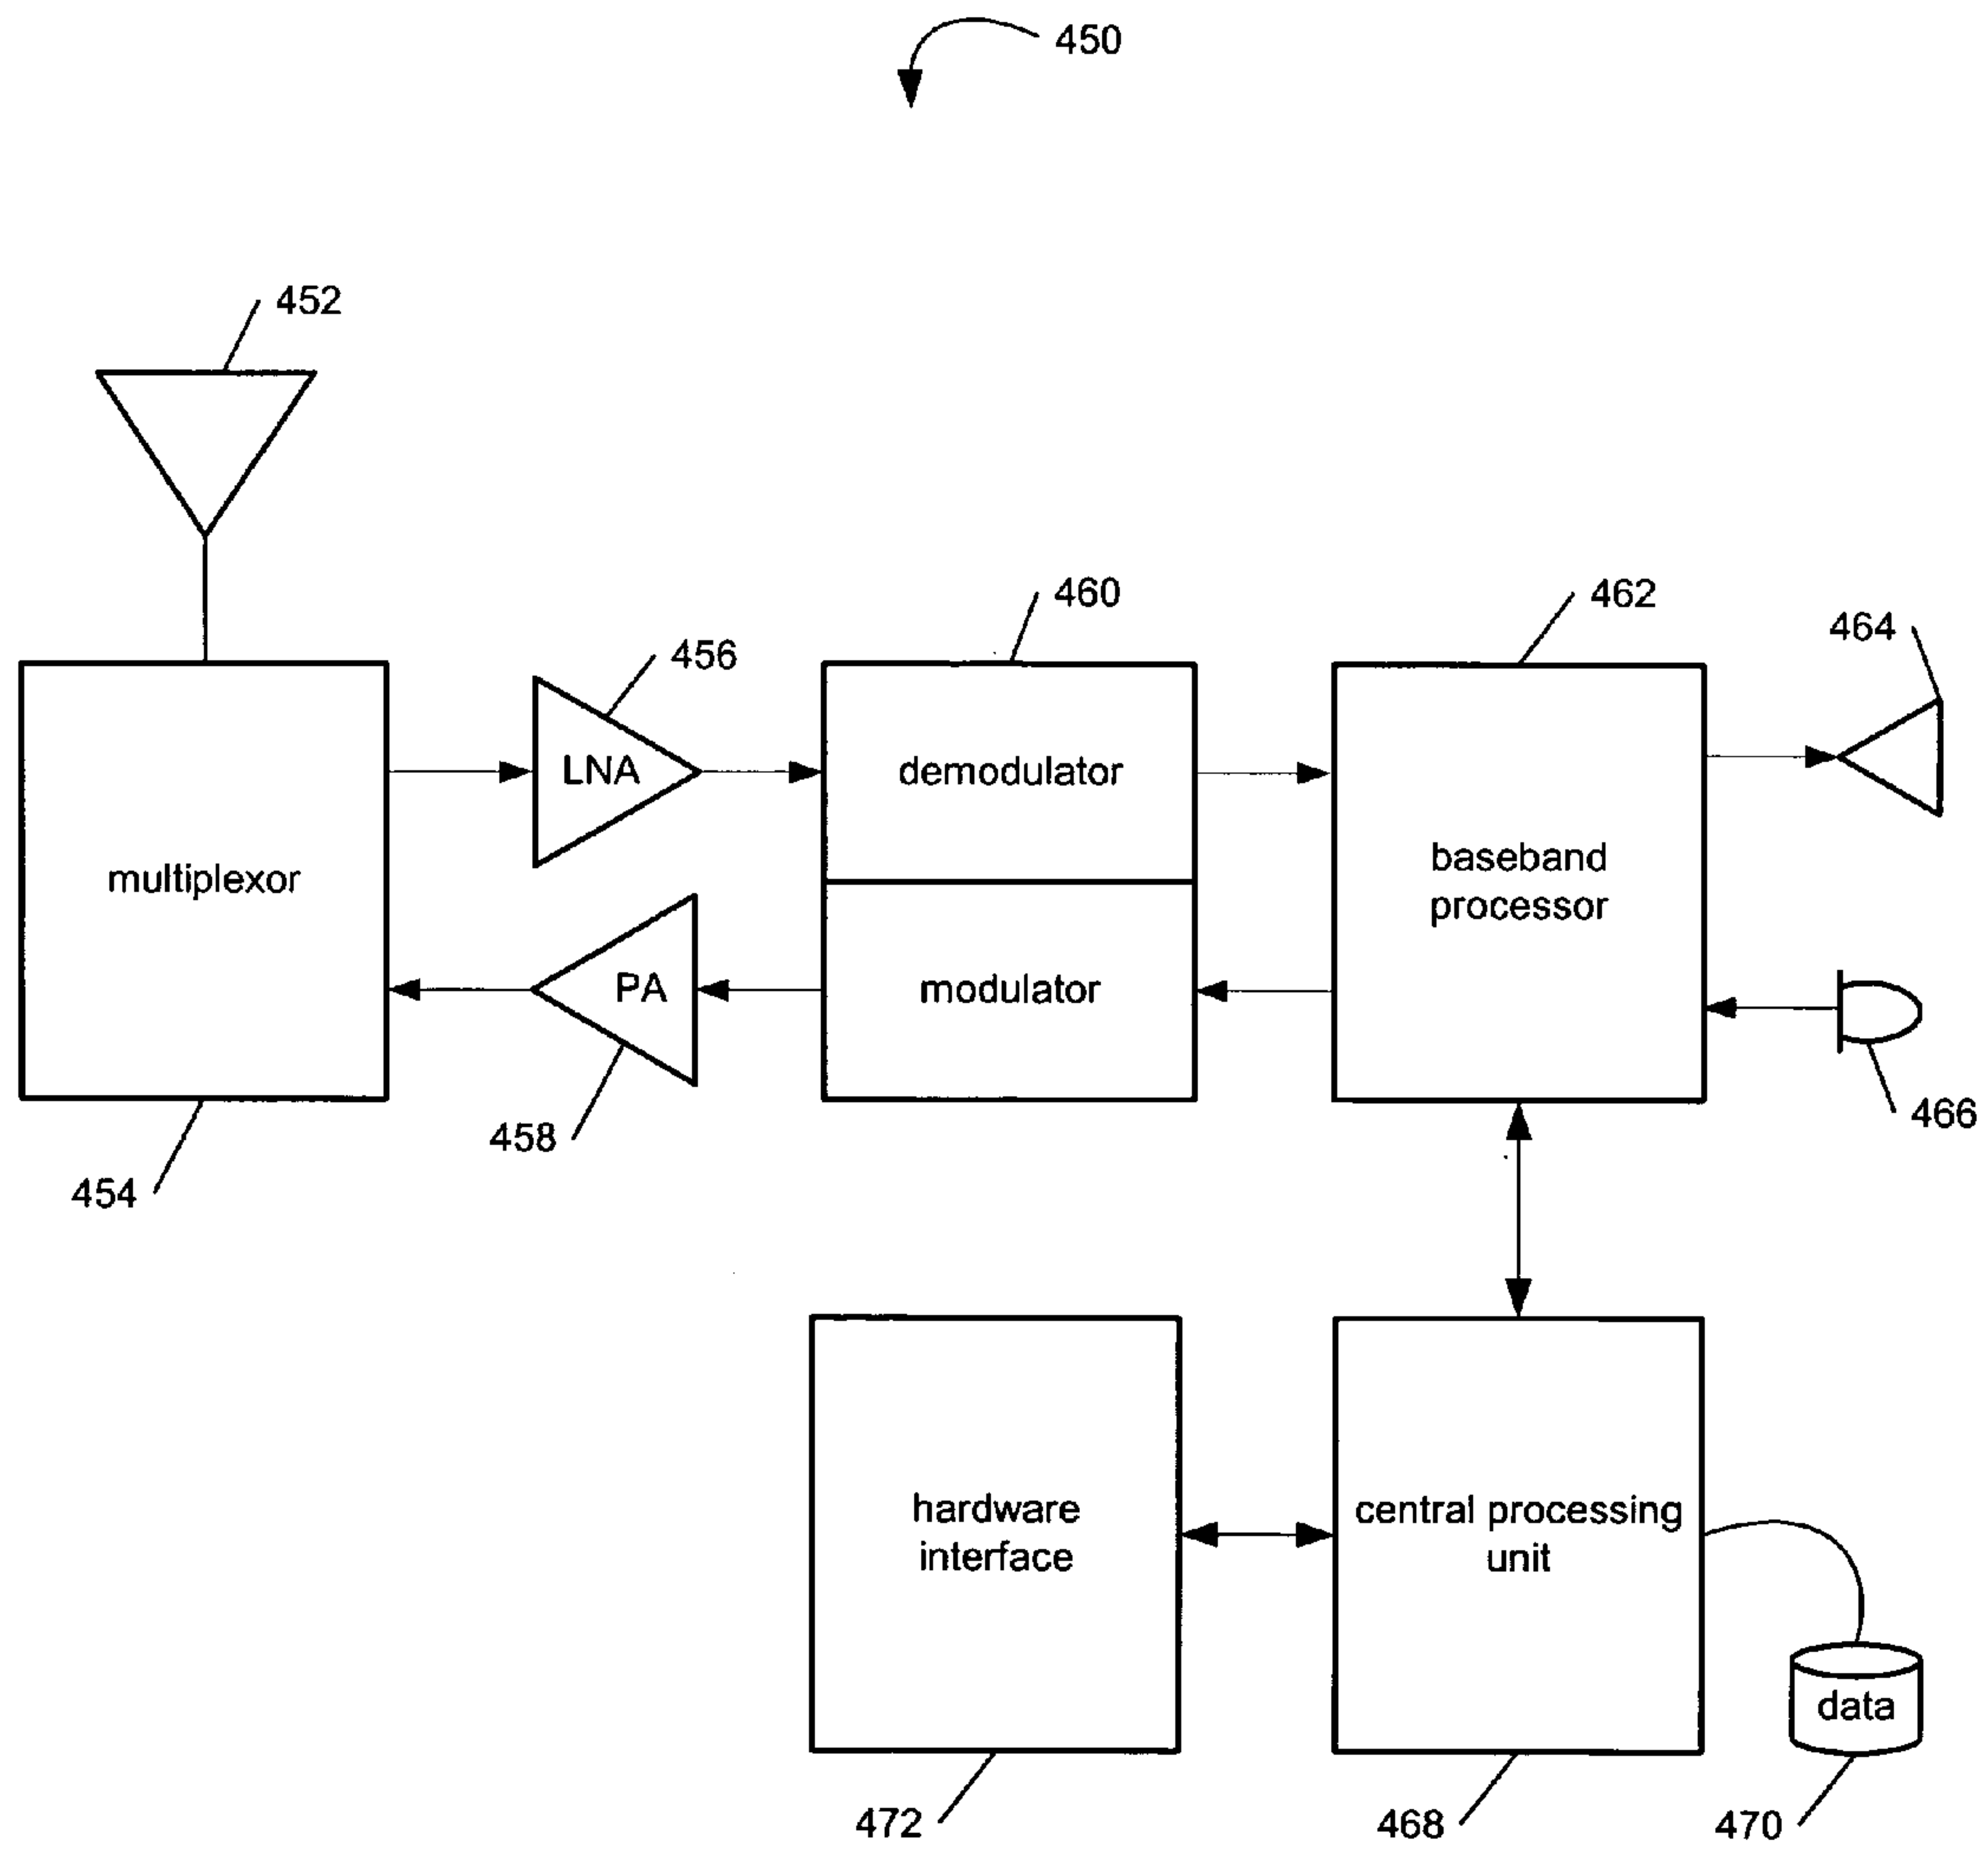 450
452
460
462
464
456
LNA
demodulator
baseband
processor
multiplexor
PA
modulator
458
466
454
hardware
interface
central processing
unit
data
472
468
470